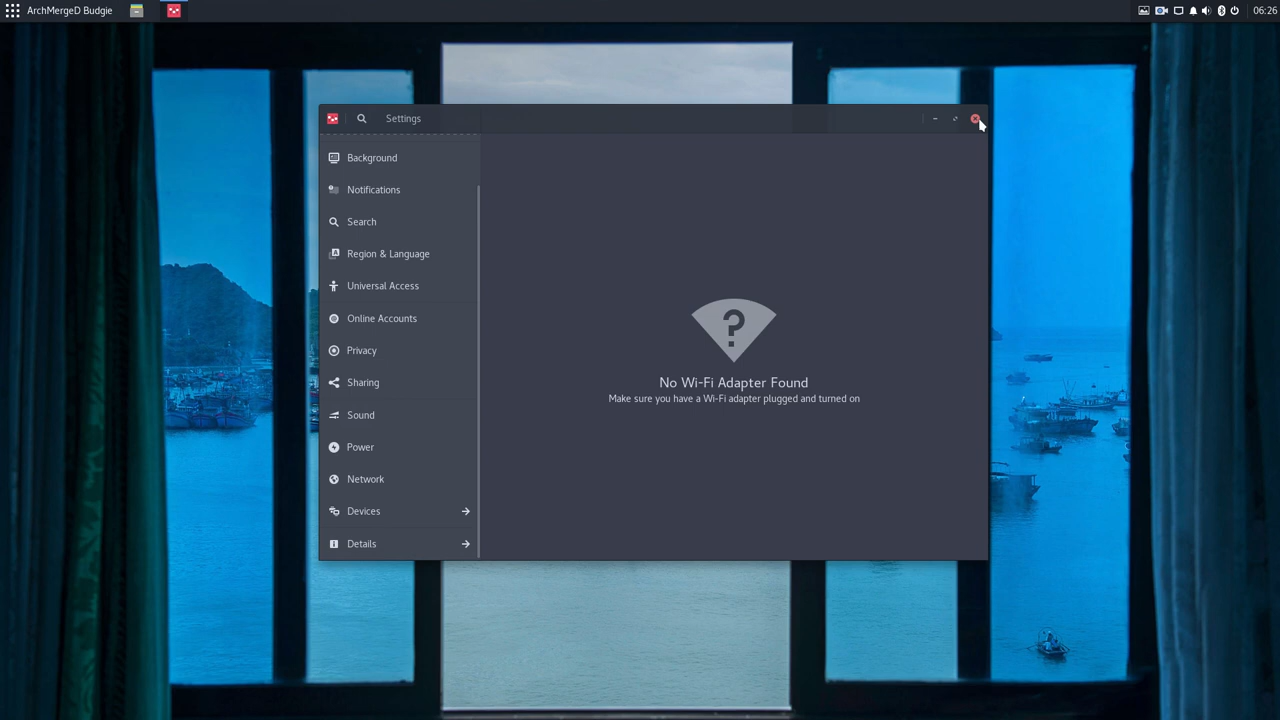 ArchMergeD Budgie
06:26
Settings
Background
Notifications
Search
Region & Language
Universal Access
Online Accounts
Privacy
Sharing
Sound
Power
Network
Devices
Details
?
No Wi-Fi Adapter Found
Make sure you have a Wi-Fi adapter plugged and turned on